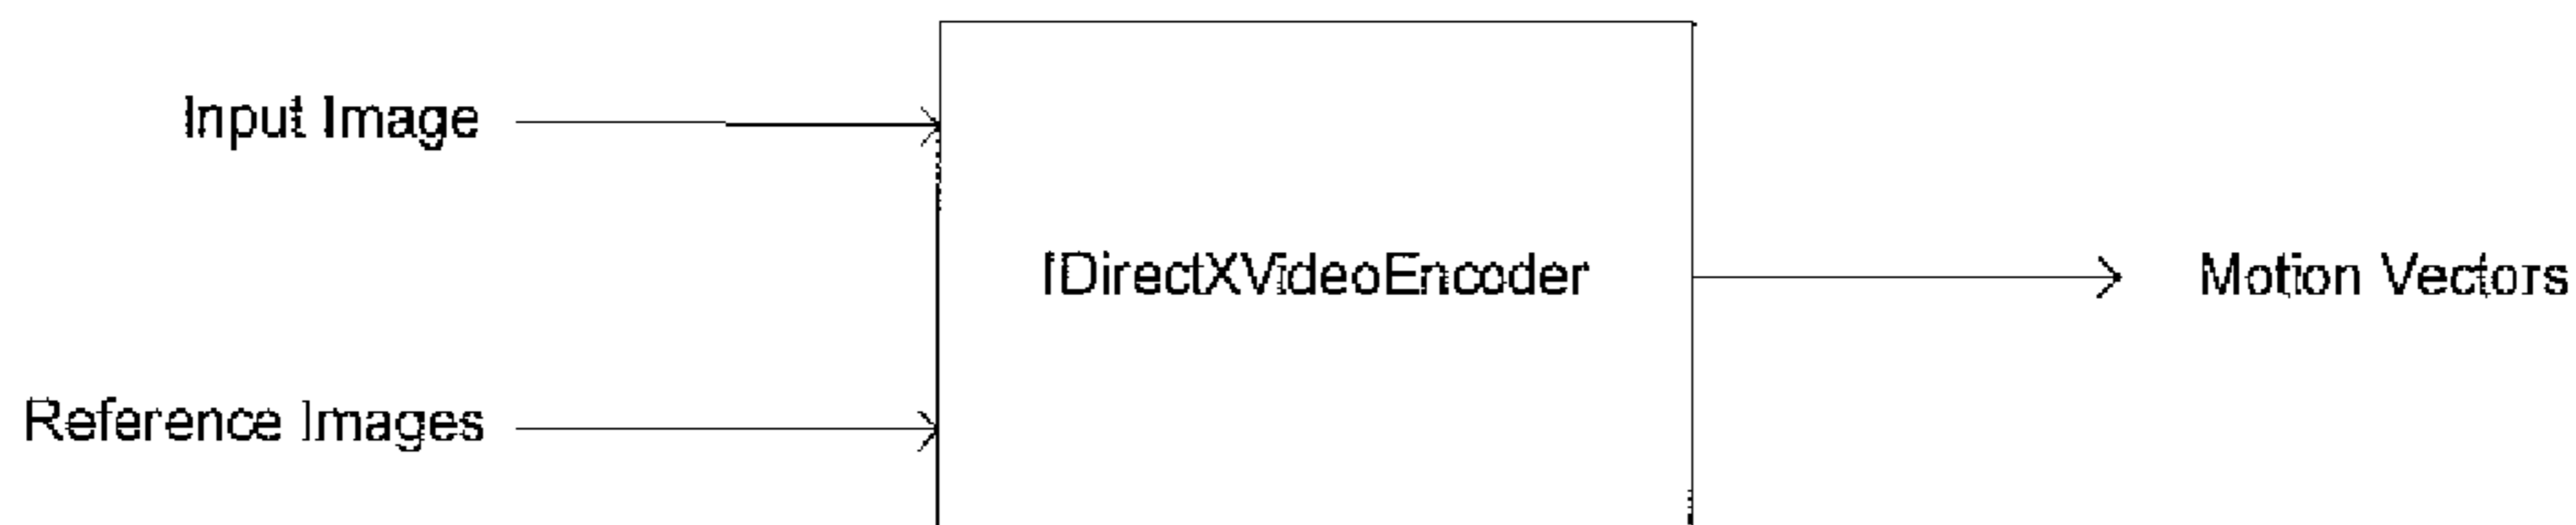 Input Image
IDirectXVideoEncoder
Motion Vectors
Reference Images